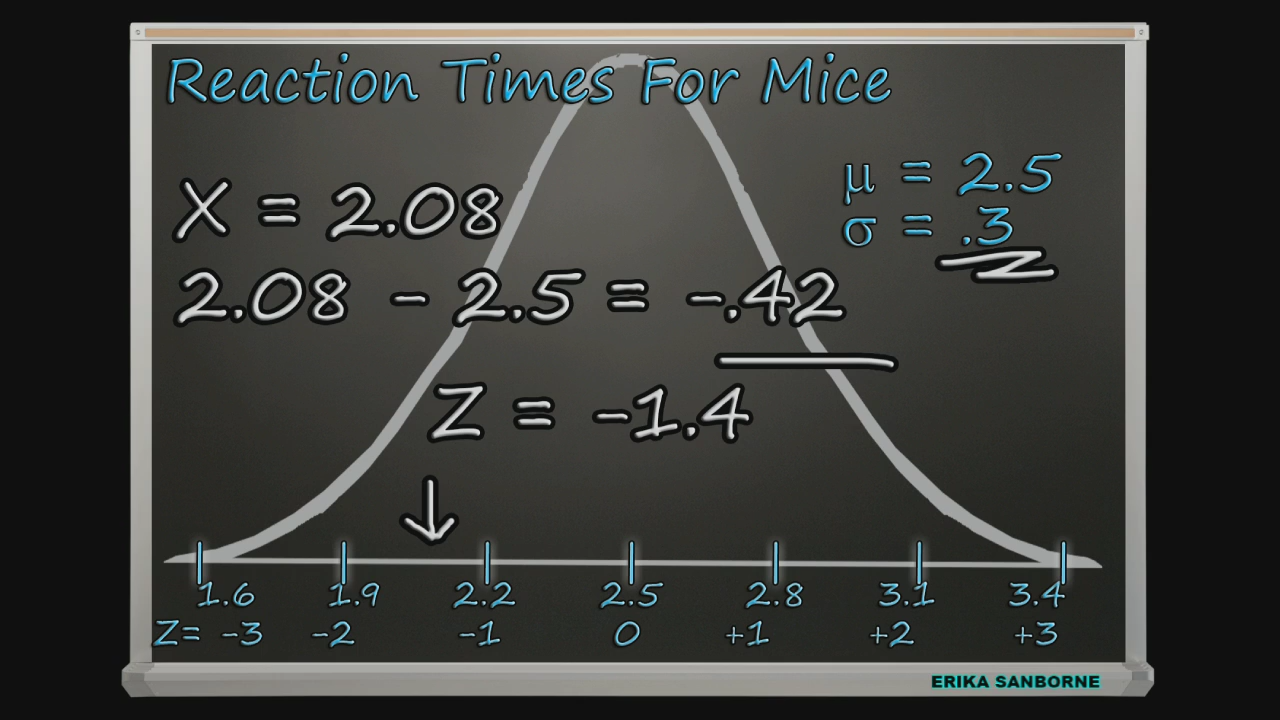 Reaction Times For Mice
μ = 2.5
σ = .3
X = 2.08
2.08 - 2.5 = -.42
Z = -1.4
1.6 1.9 2.2 2.5 2.8 3.1 3.4
Z= -3 -2 -1 0 +1 +2 +3
ERIKA SANBORNE